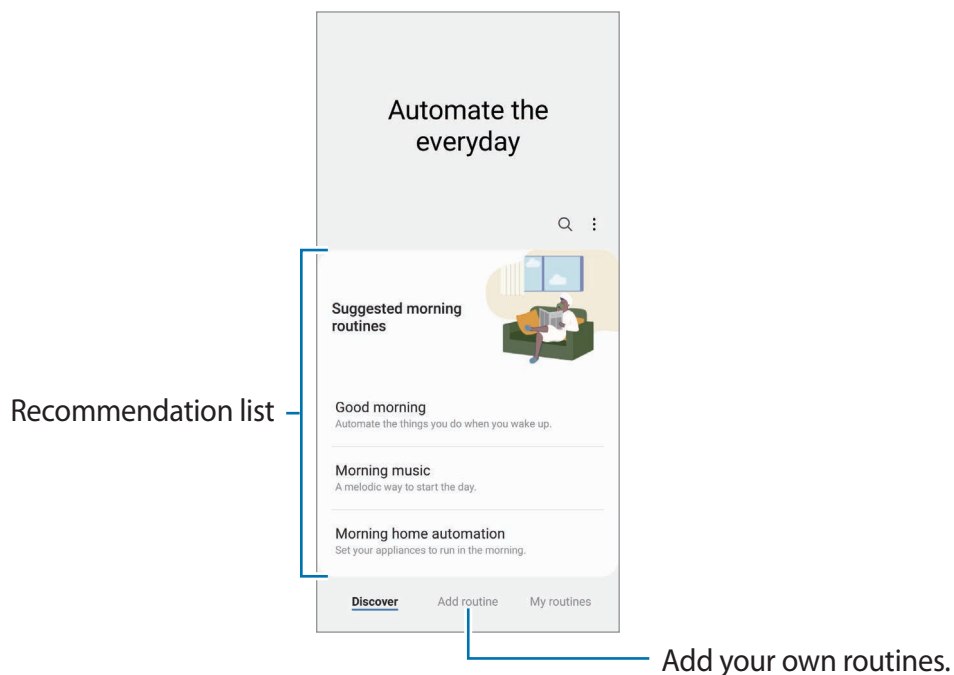 Automate the
everyday
Suggested morning
routines
Recommendation list
Good morning
Automate the things you do when you wake up.
Morning music
A melodic way to start the day.
Morning home automation
Set your appliances to run in the morning.
Discover Add routine My routines
Add your own routines.